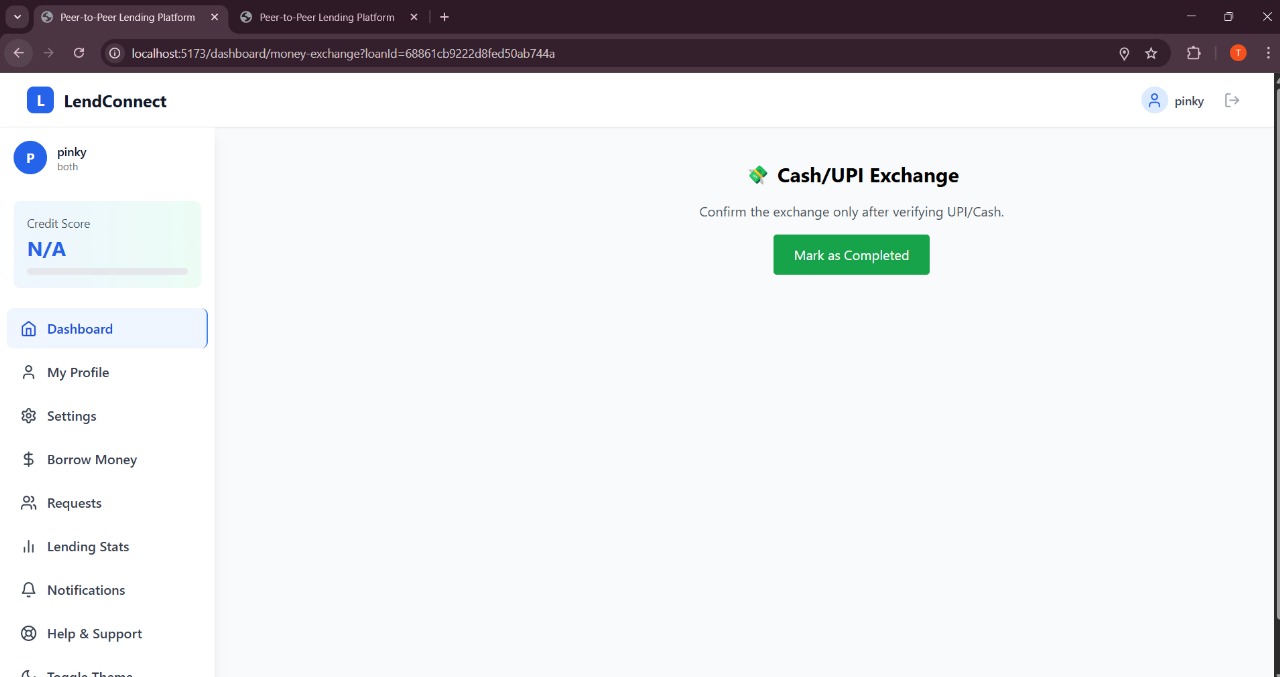 Peer-to-Peer Lending Platform
Peer-to-Peer Lending Platform
localhost:5173/dashboard/money-exchange?loanId=68861cb9222d8fed50ab744a
T
L LendConnect
pinky
P
pinky
both
Credit Score
N/A
Dashboard
My Profile
Settings
Borrow Money
Requests
Lending Stats
Notifications
Help & Support
Toggle Theme
Cash/UPI Exchange
Confirm the exchange only after verifying UPI/Cash.
Mark as Completed